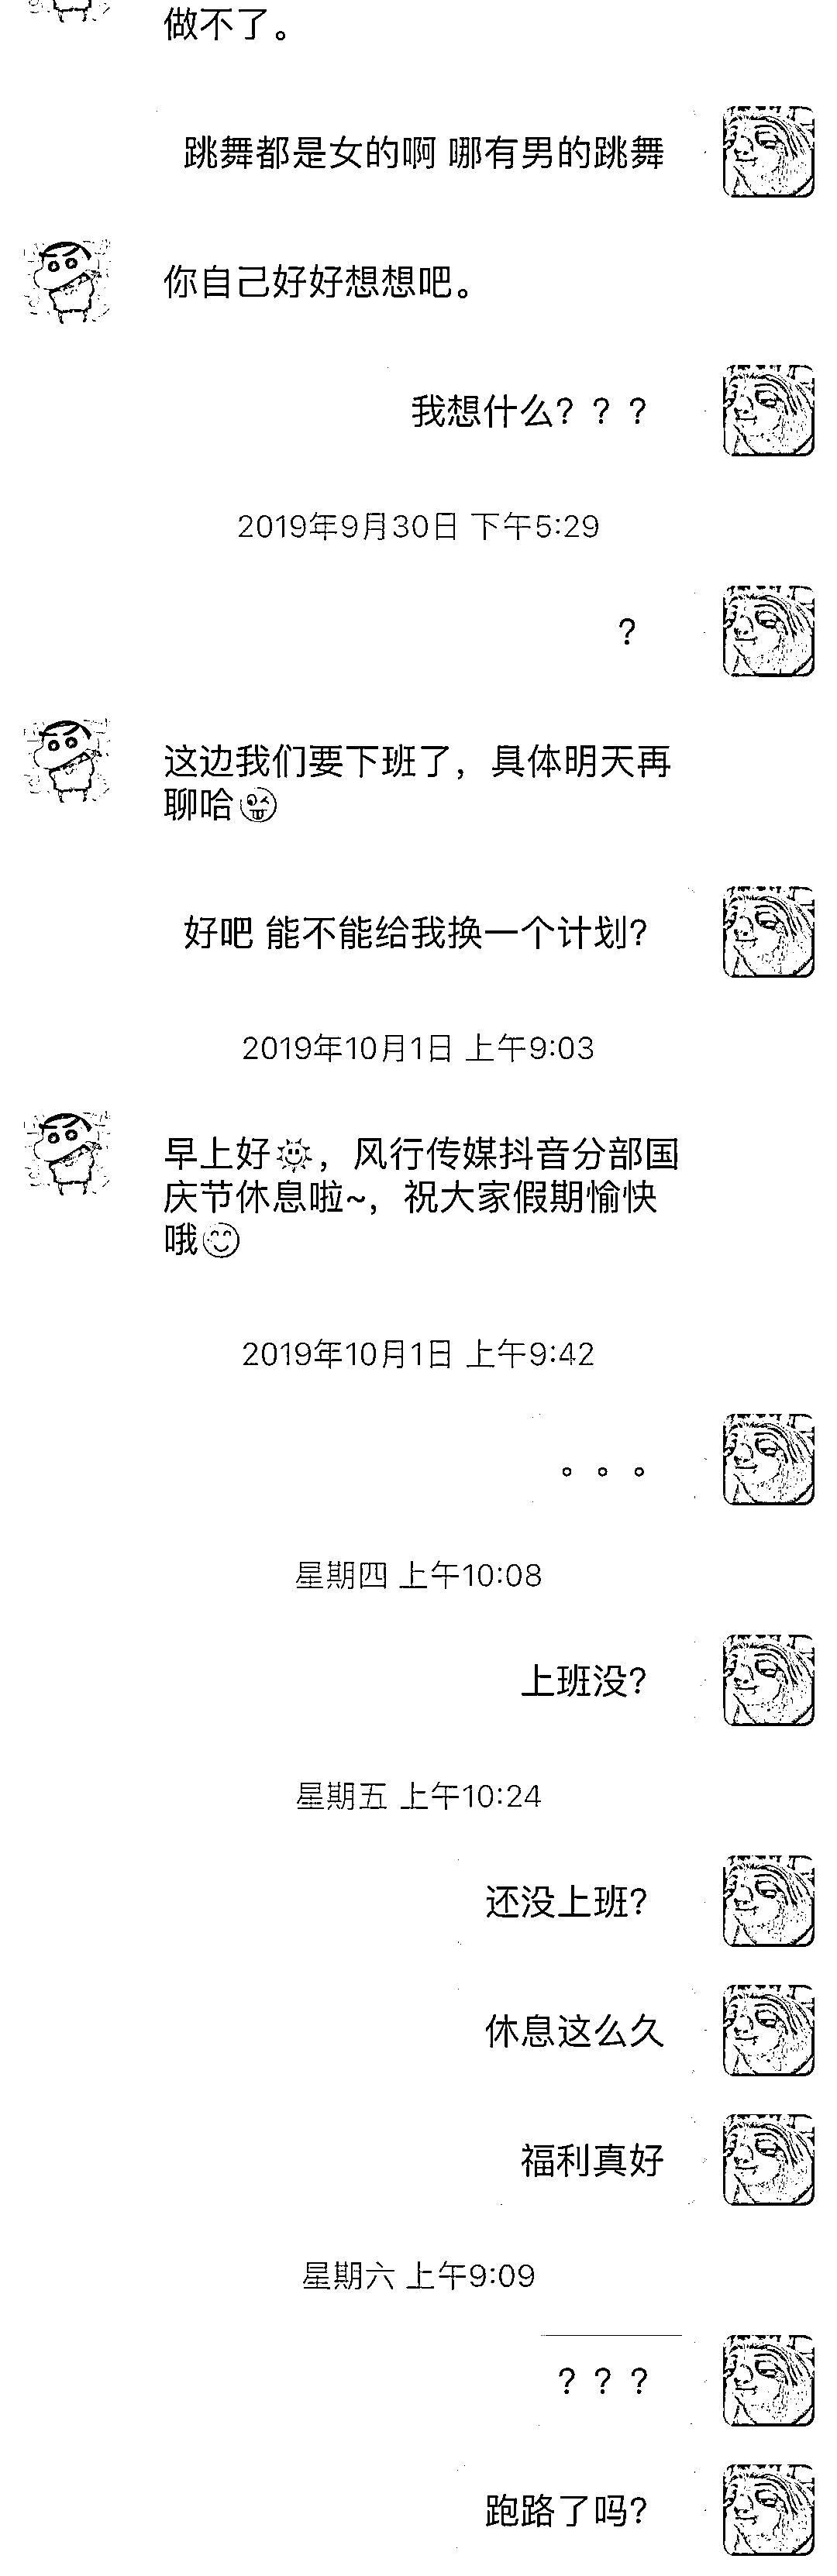 做不了。
跳舞都是女的啊 哪有男的跳舞
你自己好好想想吧。
我想什么？？？
2019年9月30日 下午5:29
？
这边我们要下班了，具体明天再
聊哈😜
好吧 能不能给我换一个计划？
2019年10月1日 上午9:03
早上好🌞，风行传媒抖音分部国
庆节休息啦~，祝大家假期愉快
哦😊
2019年10月1日 上午9:42
。。。
星期四 上午10:08
上班没？
星期五 上午10:24
还没上班？
休息这么久
福利真好
星期六 上午9:09
？？？
跑路了吗？